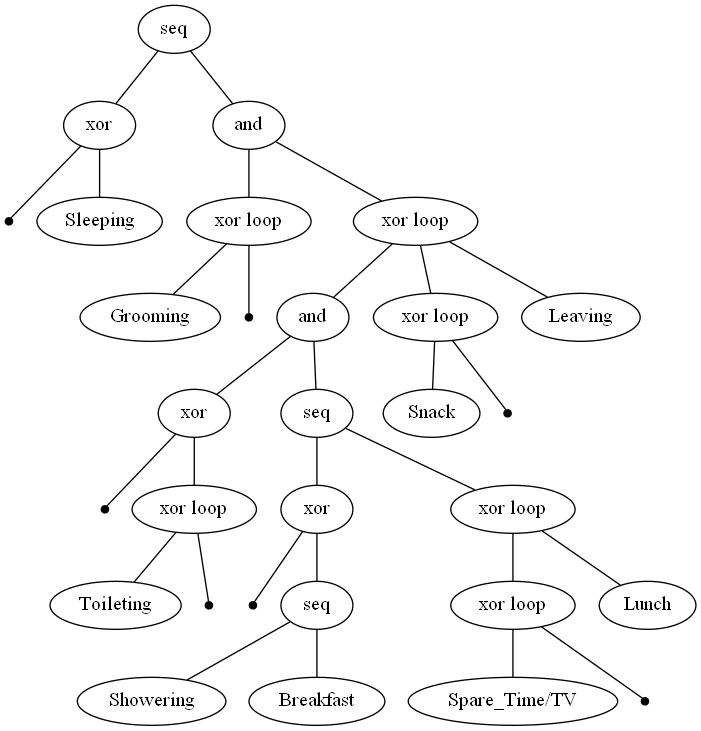 seq
xor
and
Sleeping
xor loop
xor loop
Grooming
and
xor loop
Leaving
xor
seq
Snack
xor loop
xor
xor loop
Toileting
seq
xor loop
Lunch
Showering
Breakfast
Spare_Time/TV